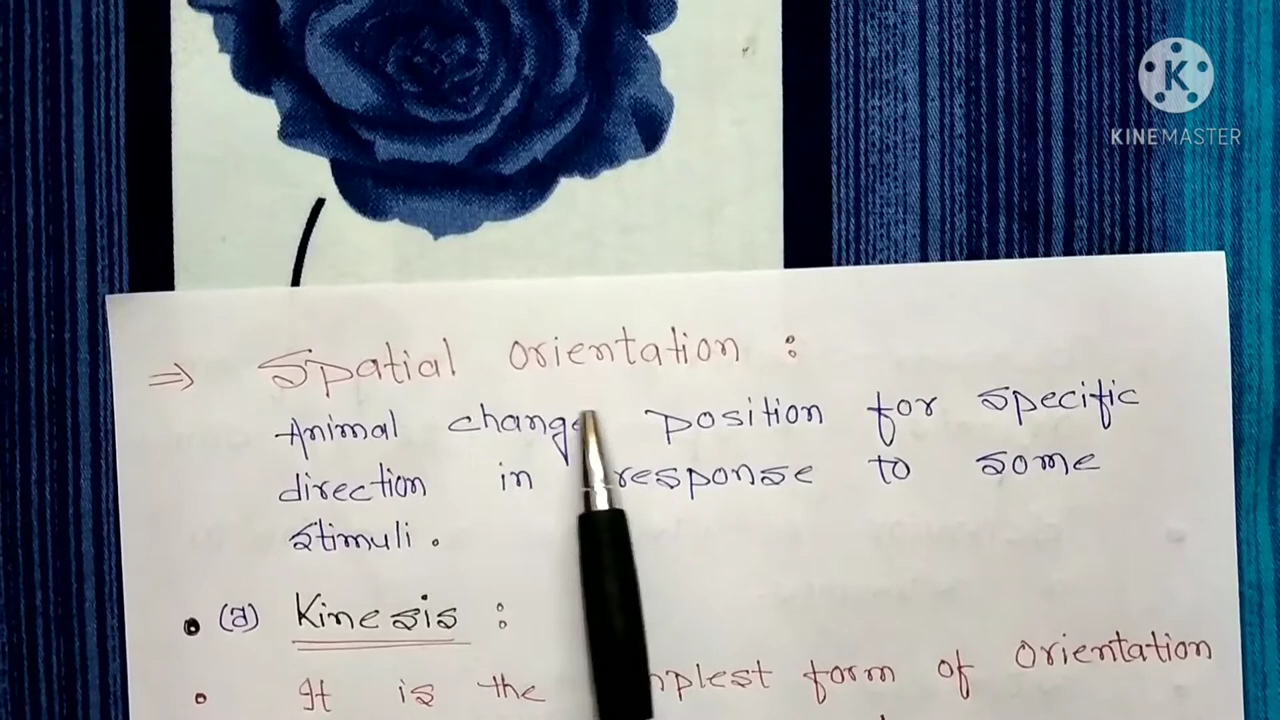 KINEMASTER
⇒ Spatial orientation :
Animal change position for specific
direction in response to some
stimuli.
• (a) Kinesis :
• It is the form of orientation